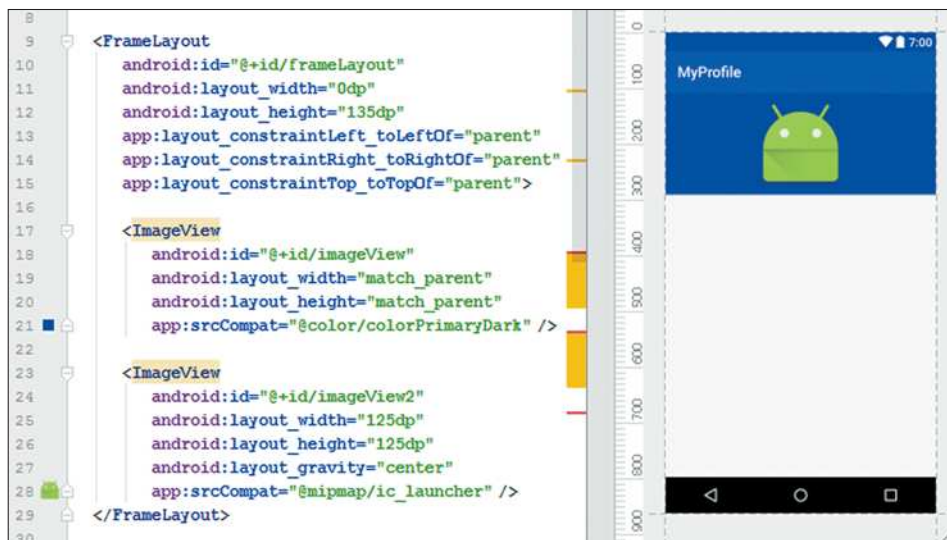 8
9 <FrameLayout
10 android:id="@+id/frameLayout"
11 android:layout_width="0dp"
12 android:layout_height="135dp"
13 app:layout_constraintLeft_toLeftOf="parent"
14 app:layout_constraintRight_toRightOf="parent"
15 app:layout_constraintTop_toTopOf="parent">
16
17 <ImageView
18 android:id="@+id/imageView"
19 android:layout_width="match_parent"
20 android:layout_height="match_parent"
21 app:srcCompat="@color/colorPrimaryDark" />
22
23 <ImageView
24 android:id="@+id/imageView2"
25 android:layout_width="125dp"
26 android:layout_height="125dp"
27 android:layout_gravity="center"
28 app:srcCompat="@mipmap/ic_launcher" />
29 </FrameLayout>
30
0
100
200
300
400
500
600
700
800
900
7:00
MyProfile